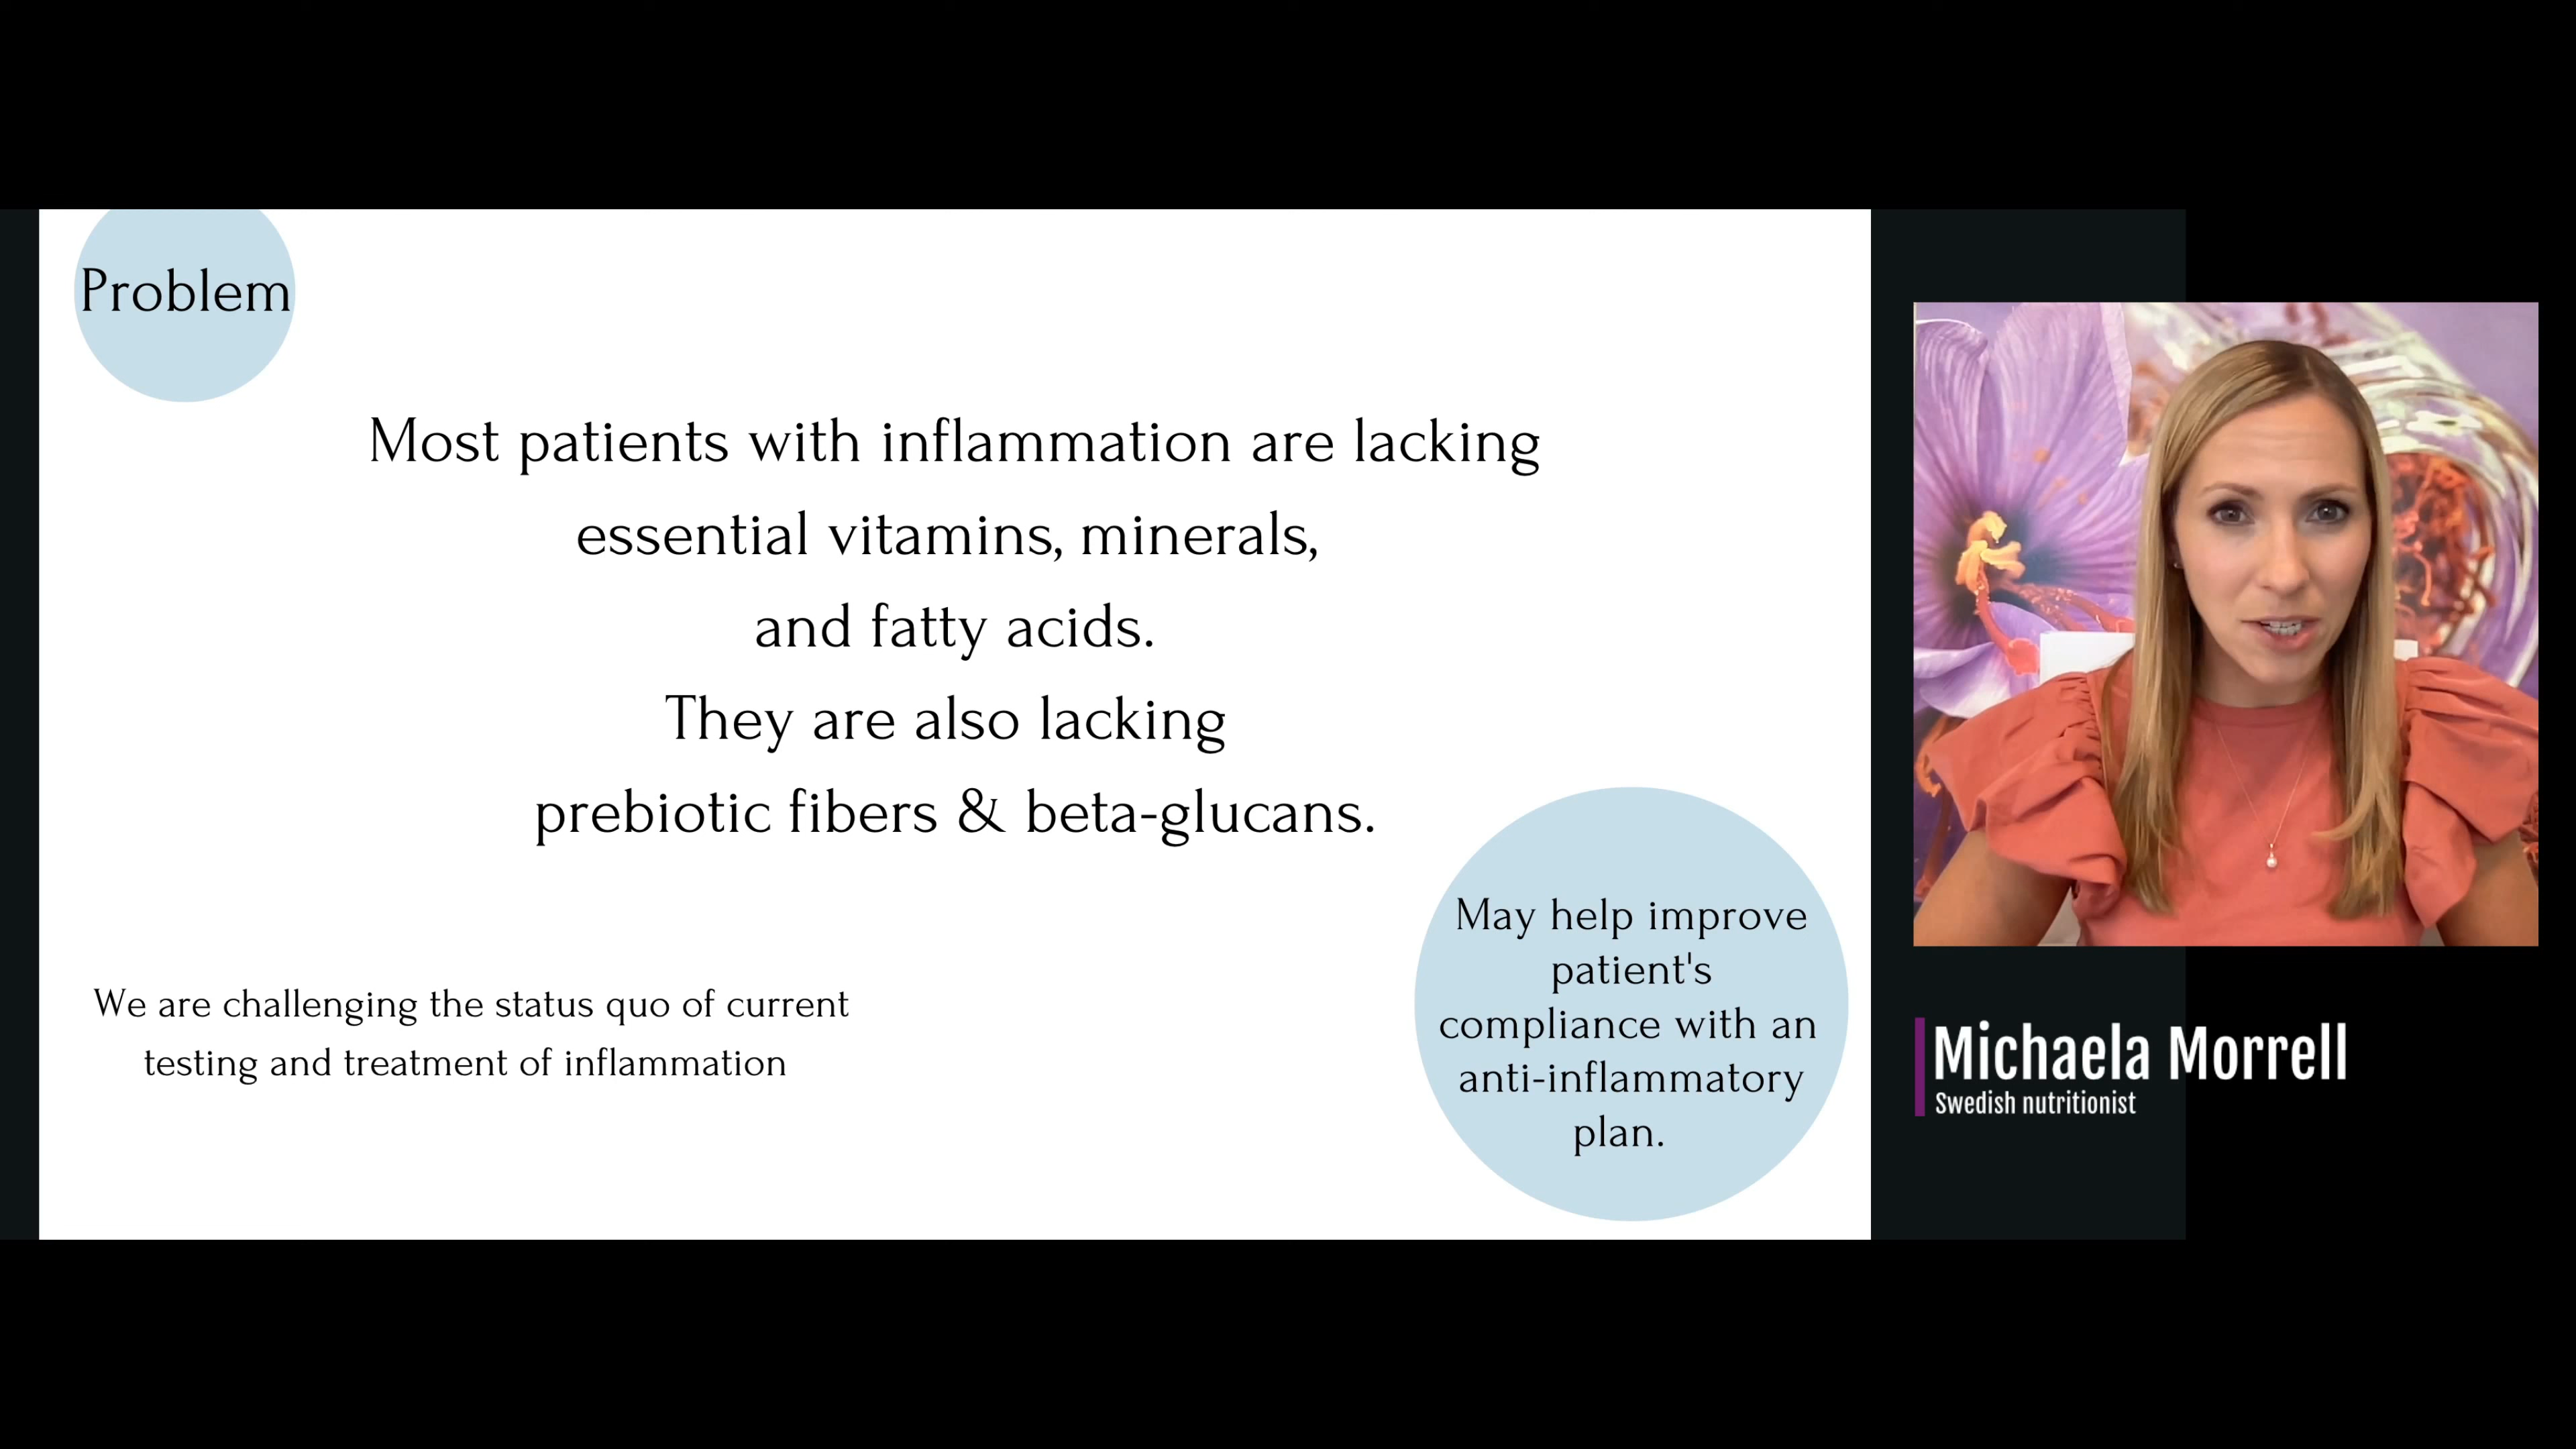 Problem
Most patients with inflammation are lacking
essential vitamins, minerals,
and fatty acids.
They are also lacking
prebiotic fibers & beta-glucans.
We are challenging the status quo of current
testing and treatment of inflammation
May help improve
patient's
compliance with an
anti-inflammatory
plan.
Michaela Morrell
Swedish nutritionist